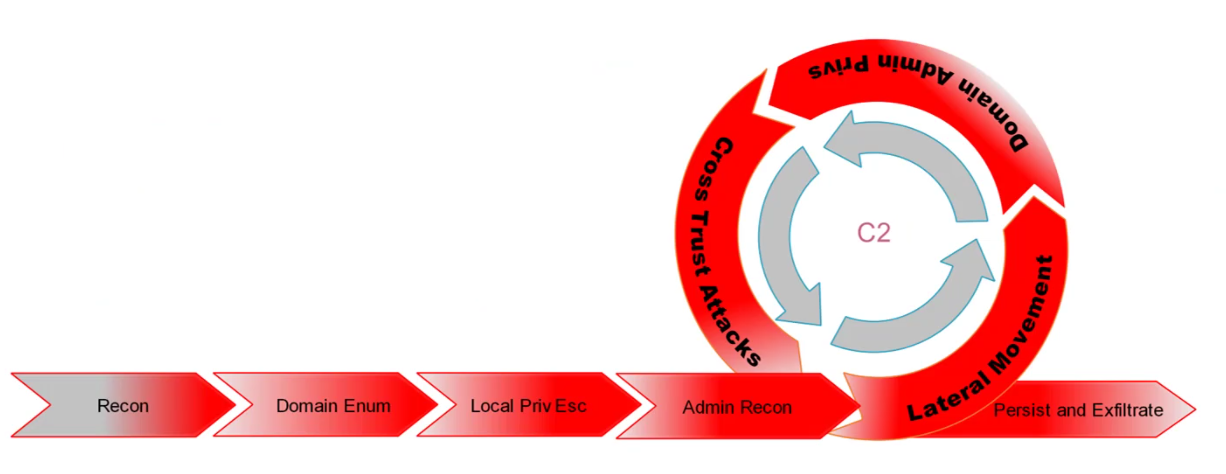 Domain Admin Privs
Cross Trust Attacks
C2
Lateral Movement
Recon
Domain Enum
Local Priv Esc
Admin Recon
Persist and Exfiltrate